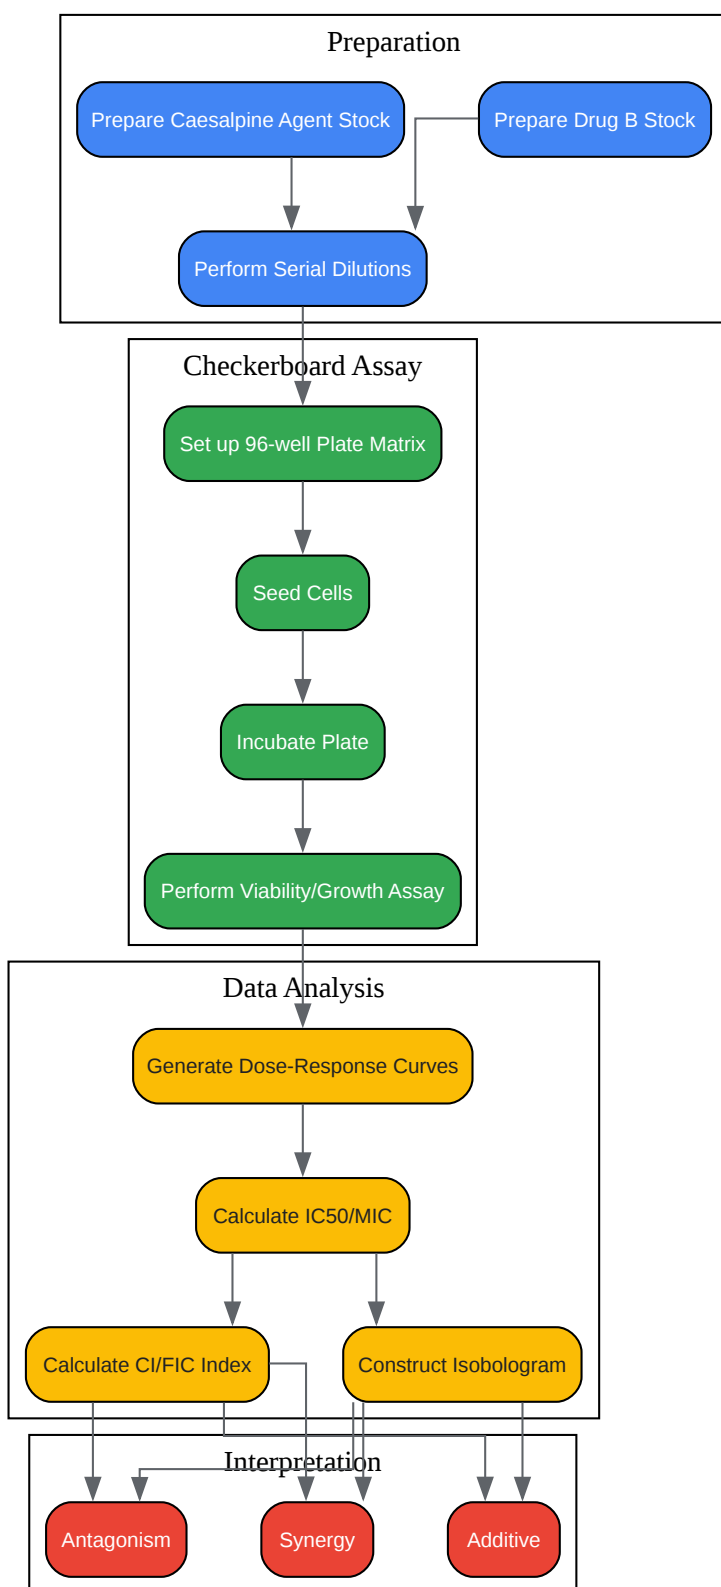 Preparation
Prepare Caesalpine Agent Stock
Prepare Drug B Stock
Perform Serial Dilutions
Checkerboard Assay
Set up 96-well Plate Matrix
Seed Cells
Incubate Plate
Perform Viability/Growth Assay
Data Analysis
Generate Dose-Response Curves
Calculate IC50/MIC
Calculate CI/FIC Index
Construct Isobologram
Interpretation
Antagonism
Synergy
Additive